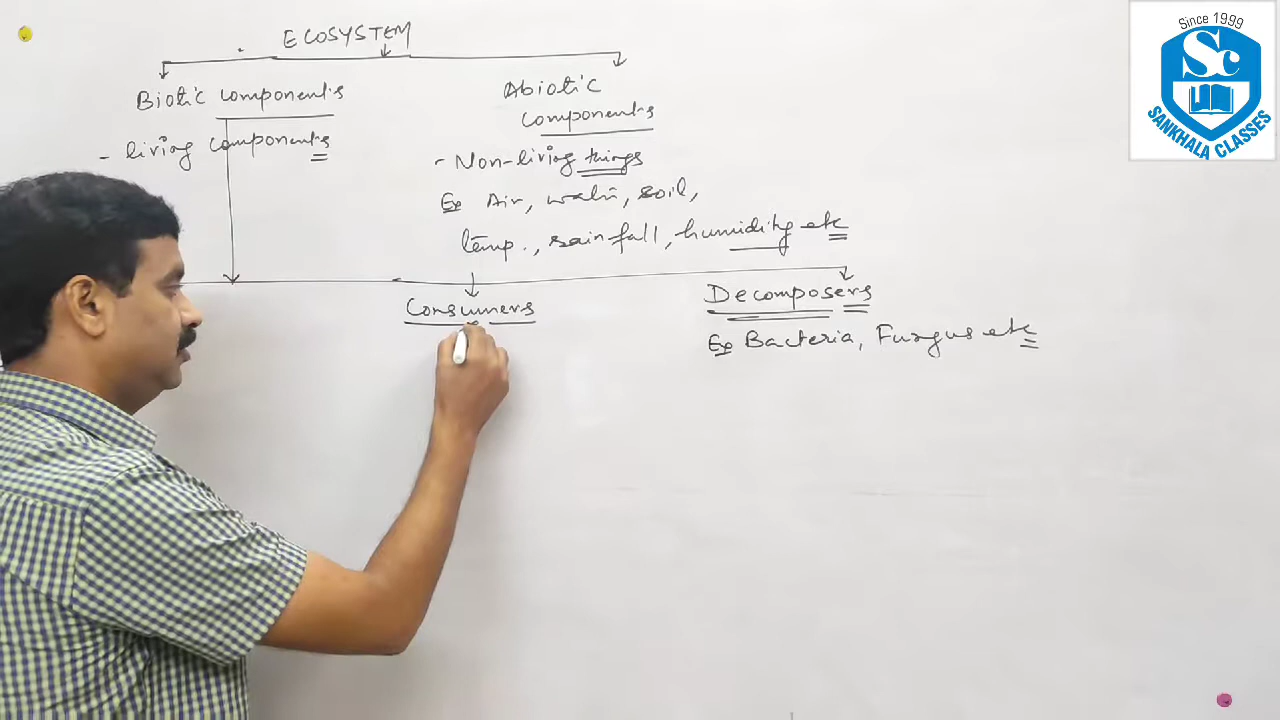 ECOSYSTEM
Biotic components
- living components
Abiotic
components
- Non-living things
Ex Air, water, soil,
temp., rainfall, humidity etc
Consumers
Decomposers
Ex Bacteria, Fungus etc
Since 1999
Sc
SANKHALA CLASSES